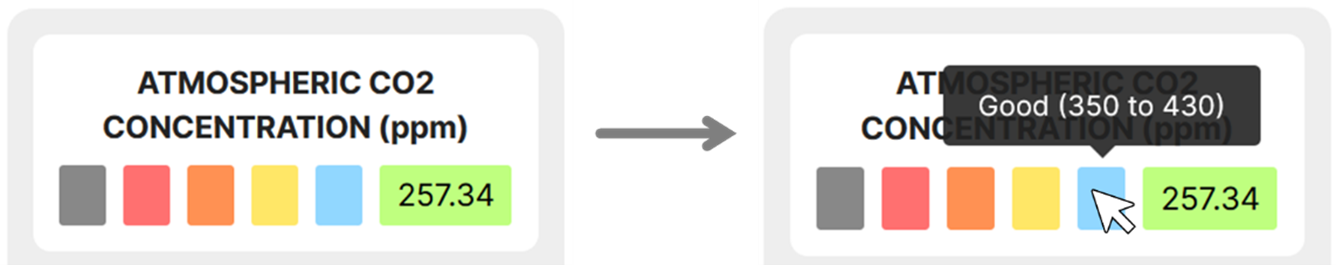 ATMOSPHERIC CO2
CONCENTRATION (ppm)
257.34
ATMOSPHERIC CO2
Good (350 to 430)
CONCENTRATION (ppm)
257.34